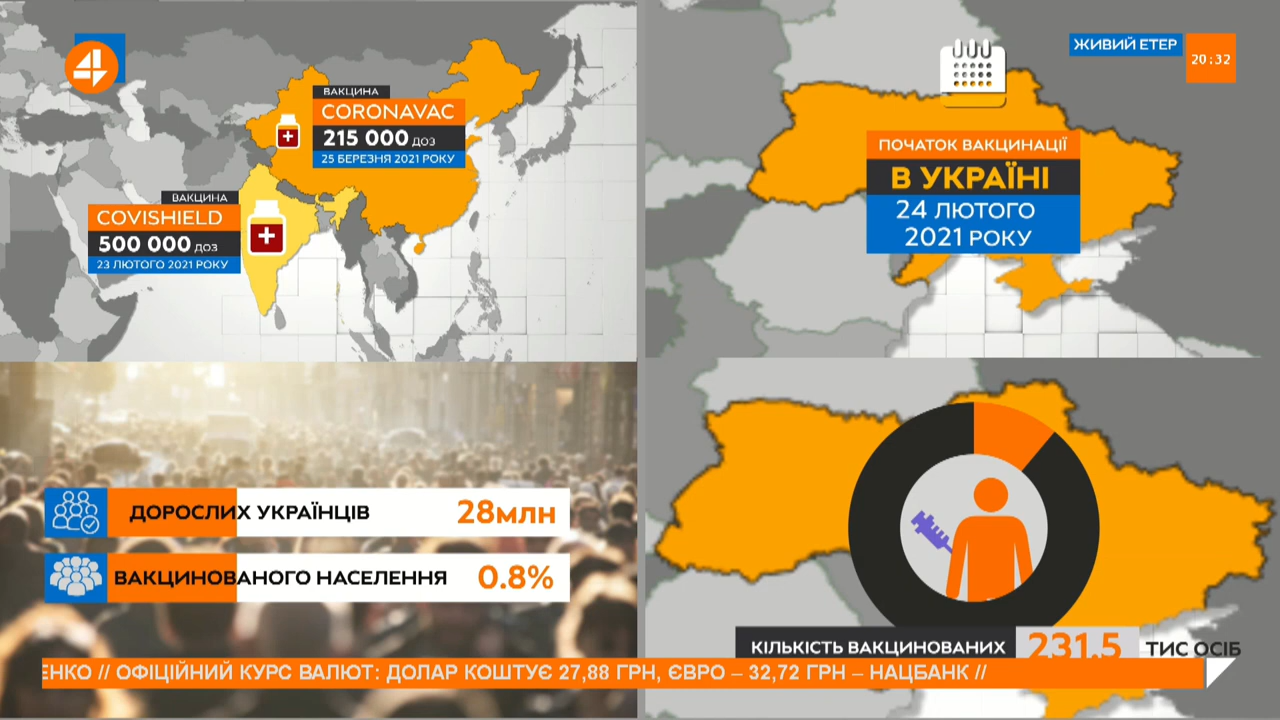 4
ЖИВИЙ ЕТЕР
20:32
ВАКЦИНА
CORONAVAC
215 000 ДОЗ
25 БЕРЕЗНЯ 2021 РОКУ
ВАКЦИНА
COVISHIELD
500 000 ДОЗ
23 ЛЮТОГО 2021 РОКУ
ПОЧАТОК ВАКЦИНАЦІЇ
В УКРАЇНІ
24 ЛЮТОГО
2021 РОКУ
ДОРОСЛИХ УКРАЇНЦІВ 28МЛН
ВАКЦИНОВАНОГО НАСЕЛЕННЯ 0.8%
КІЛЬКІСТЬ ВАКЦИНОВАНИХ 231.5 ТИС ОСІБ
ЕНКО // ОФІЦІЙНИЙ КУРС ВАЛЮТ: ДОЛАР КОШТУЄ 27,88 ГРН, ЄВРО – 32,72 ГРН – НАЦБАНК //